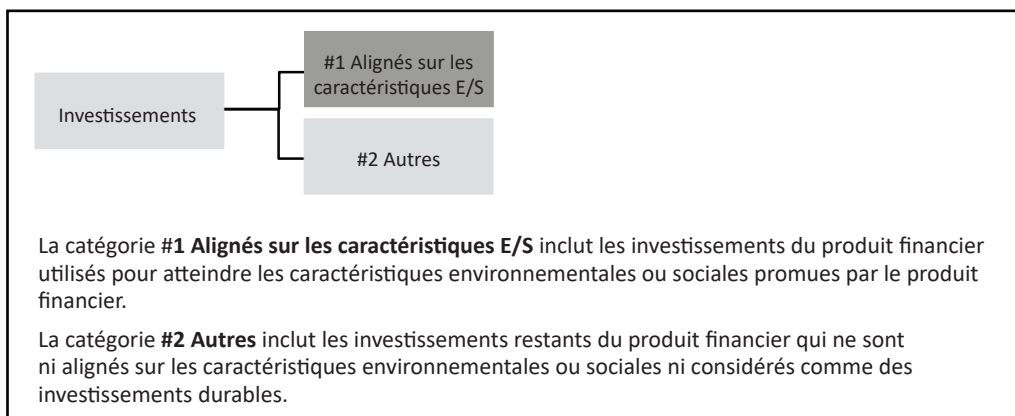 #1 Alignés sur les
caractéristiques E/S
Investissements
#2 Autres
La catégorie #1 Alignés sur les caractéristiques E/S inclut les investissements du produit financier
utilisés pour atteindre les caractéristiques environnementales ou sociales promues par le produit
financier.
La catégorie #2 Autres inclut les investissements restants du produit financier qui ne sont
ni alignés sur les caractéristiques environnementales ou sociales ni considérés comme des
investissements durables.